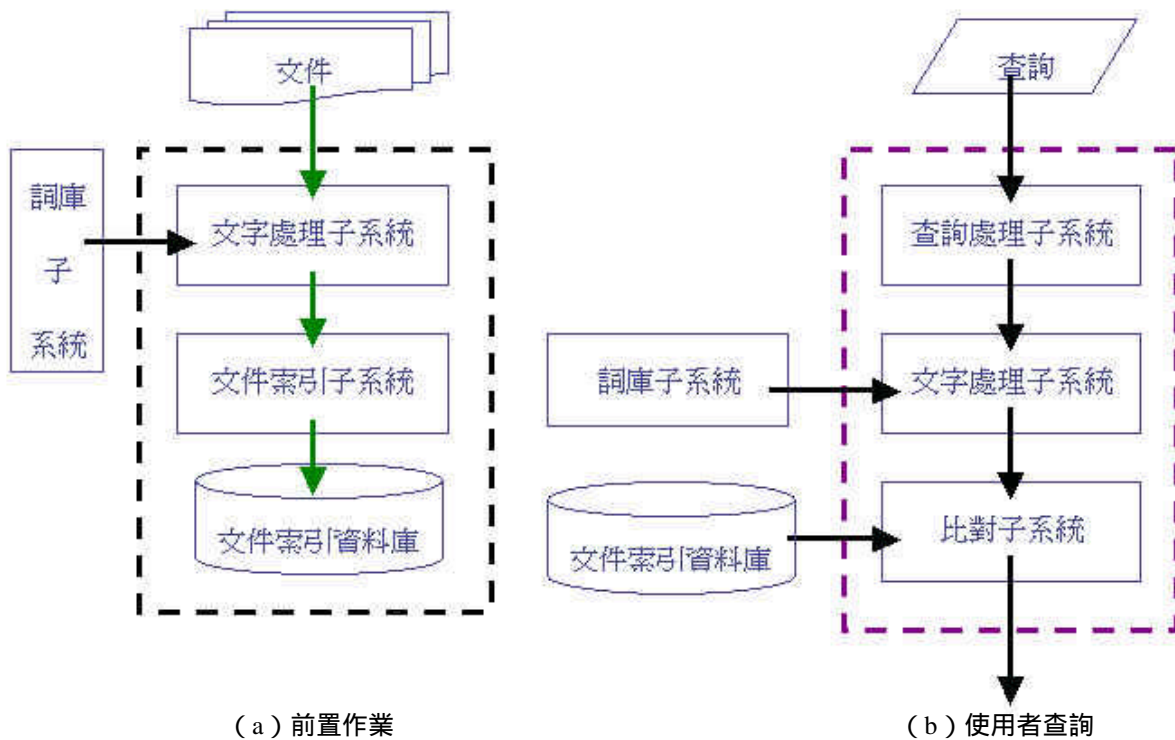 文件
詞庫
子
系統
文字處理子系統
文件索引子系統
文件索引資料庫
(a)前置作業
查詢
查詢處理子系統
詞庫子系統
文字處理子系統
文件索引資料庫
比對子系統
(b)使用者查詢